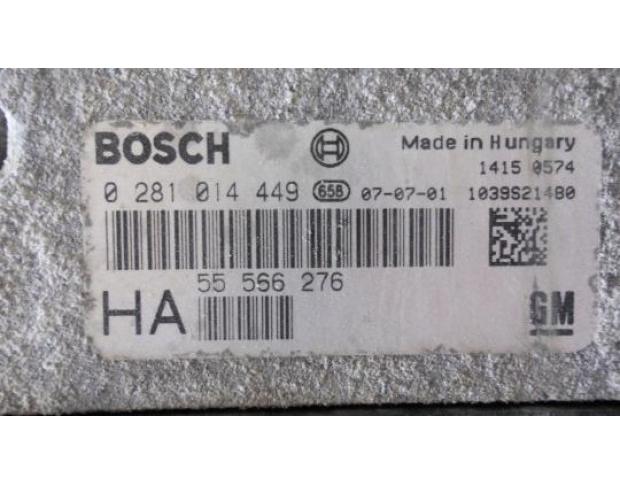 BOSCH Made in Hungary
1415 0574
0 281 014 449 658 07-07-01 1039S21480
55 566 276
HA GM